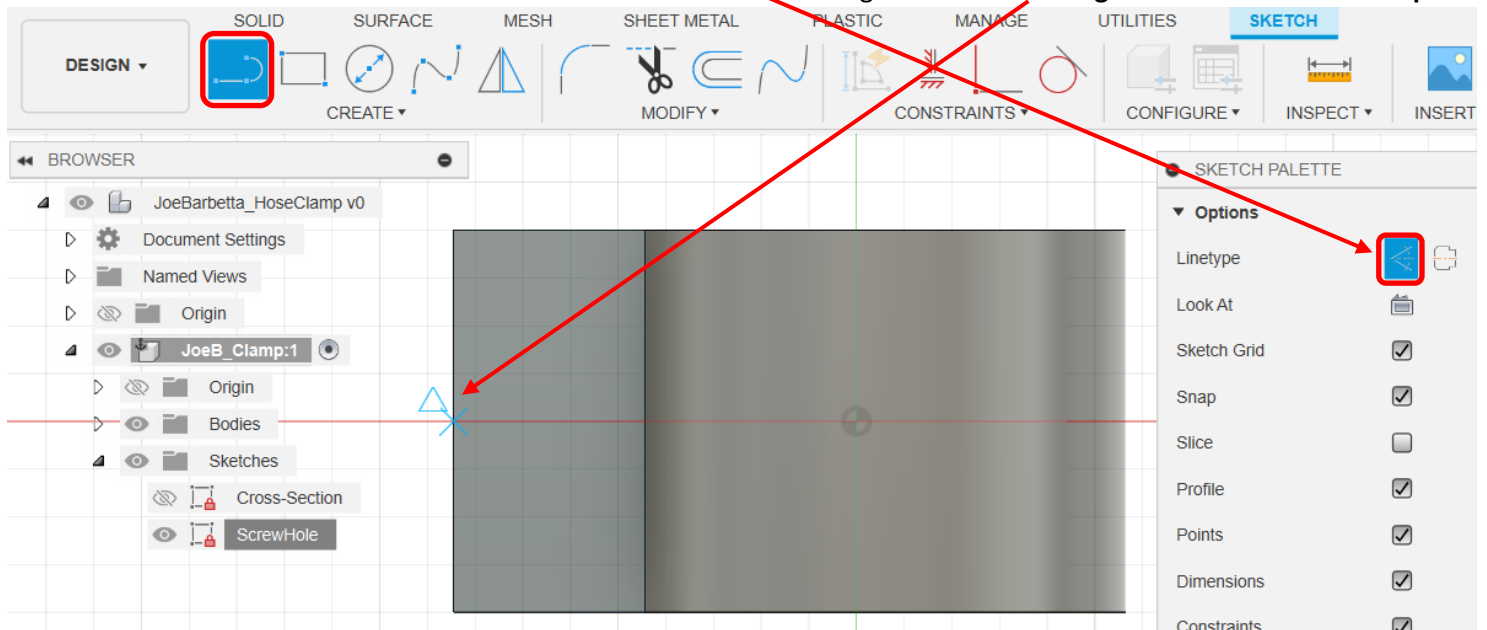 SOLID SURFACE MESH SHEET METAL PLASTIC MANAGE UTILITIES SKETCH
DESIGN
CREATE MODIFY CONSTRAINTS CONFIGURE INSPECT INSERT
BROWSER
SKETCH PALETTE
JoeBarbetta_HoseClamp v0
Options
Document Settings
Linetype
Named Views
Look At
Origin
Sketch Grid
JoeB_Clamp:1
Origin
Snap
Bodies
Slice
Sketches
Profile
Cross-Section
Points
ScrewHole
Dimensions
Constraints